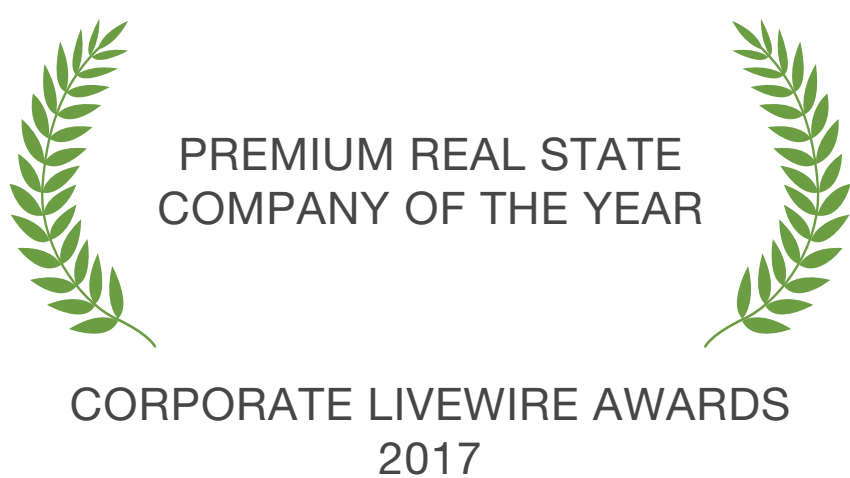 PREMIUM REAL STATE
COMPANY OF THE YEAR
CORPORATE LIVEWIRE AWARDS
2017